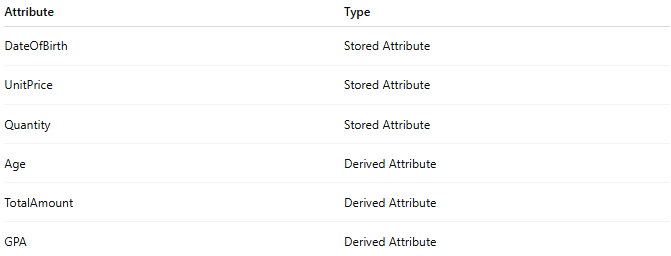 Attribute Type
DateOfBirth Stored Attribute
UnitPrice Stored Attribute
Quantity Stored Attribute
Age Derived Attribute
TotalAmount Derived Attribute
GPA Derived Attribute